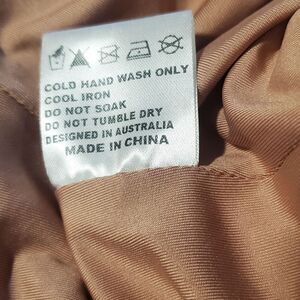 COLD HAND WASH ONLY
COOL IRON
DO NOT SOAK
DO NOT TUMBLE DRY
DESIGNED IN AUSTRALIA
MADE IN CHINA